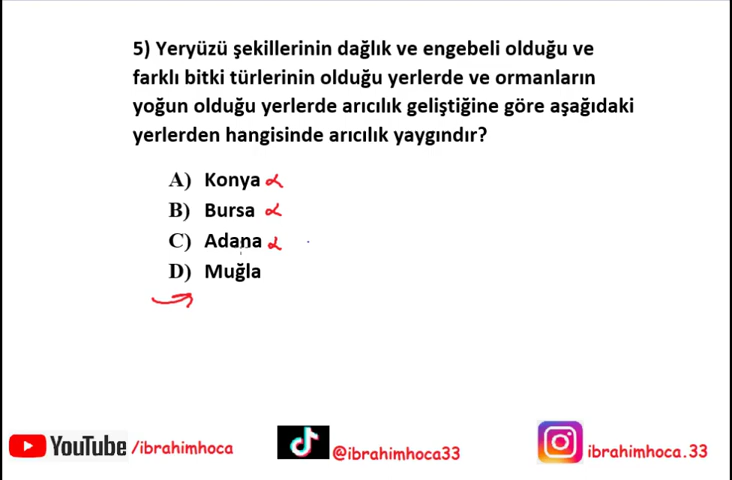 5) Yeryüzü şekillerinin dağlık ve engebeli olduğu ve
farklı bitki türlerinin olduğu yerlerde ve ormanların
yoğun olduğu yerlerde arıcılık geliştiğine göre aşağıdaki
yerlerden hangisinde arıcılık yaygındır?
A) Konya
B) Bursa
C) Adana
D) Muğla
YouTube /ibrahimhoca
@ibrahimhoca33
ibrahimhoca.33